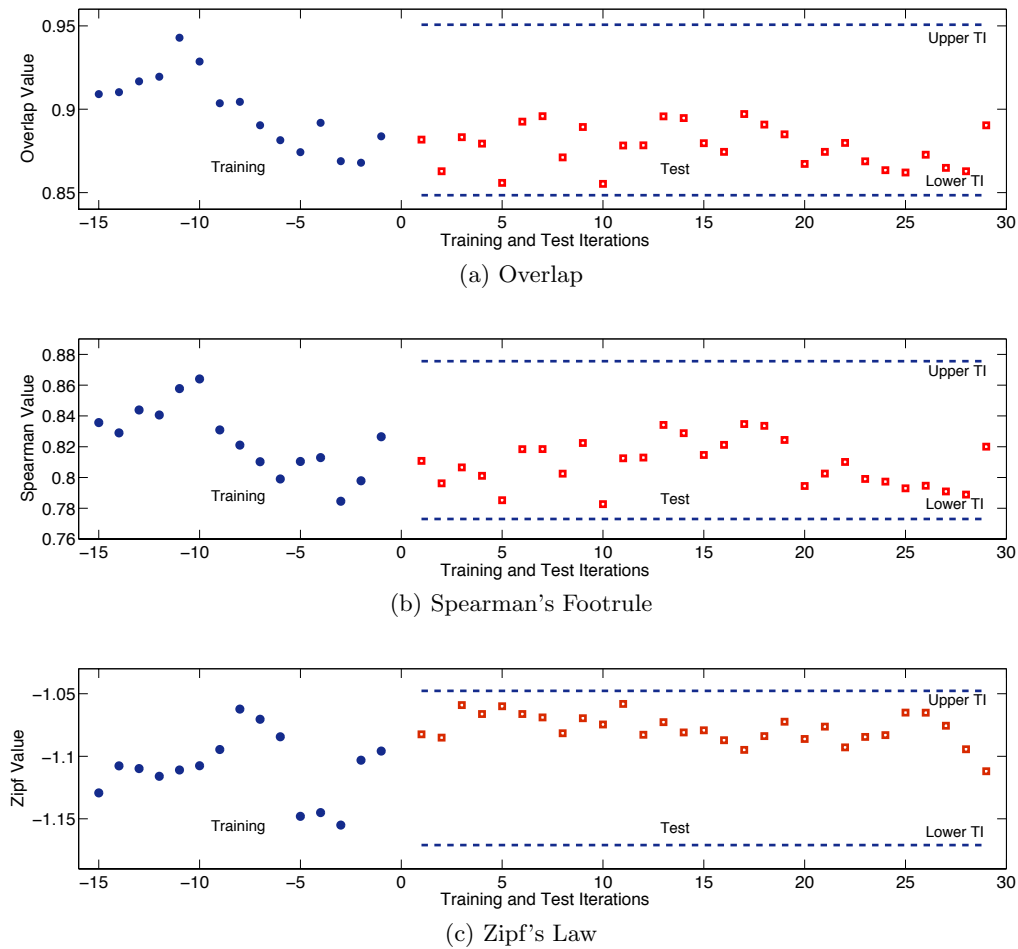 0.95
Upper TI
Overlap Value
0.9
Training
Test
Lower TI
0.85
−15 −10 −5 0 5 10 15 20 25 30
Training and Test Iterations
(a) Overlap
0.88
Upper TI
0.86
0.84
Spearman Value
0.82
0.8
Training
Test
Lower TI
0.78
0.76
−15 −10 −5 0 5 10 15 20 25 30
Training and Test Iterations
(b) Spearman's Footrule
−1.05
Upper TI
Zipf Value
−1.1
−1.15
Training
Test
Lower TI
−15 −10 −5 0 5 10 15 20 25 30
Training and Test Iterations
(c) Zipf's Law